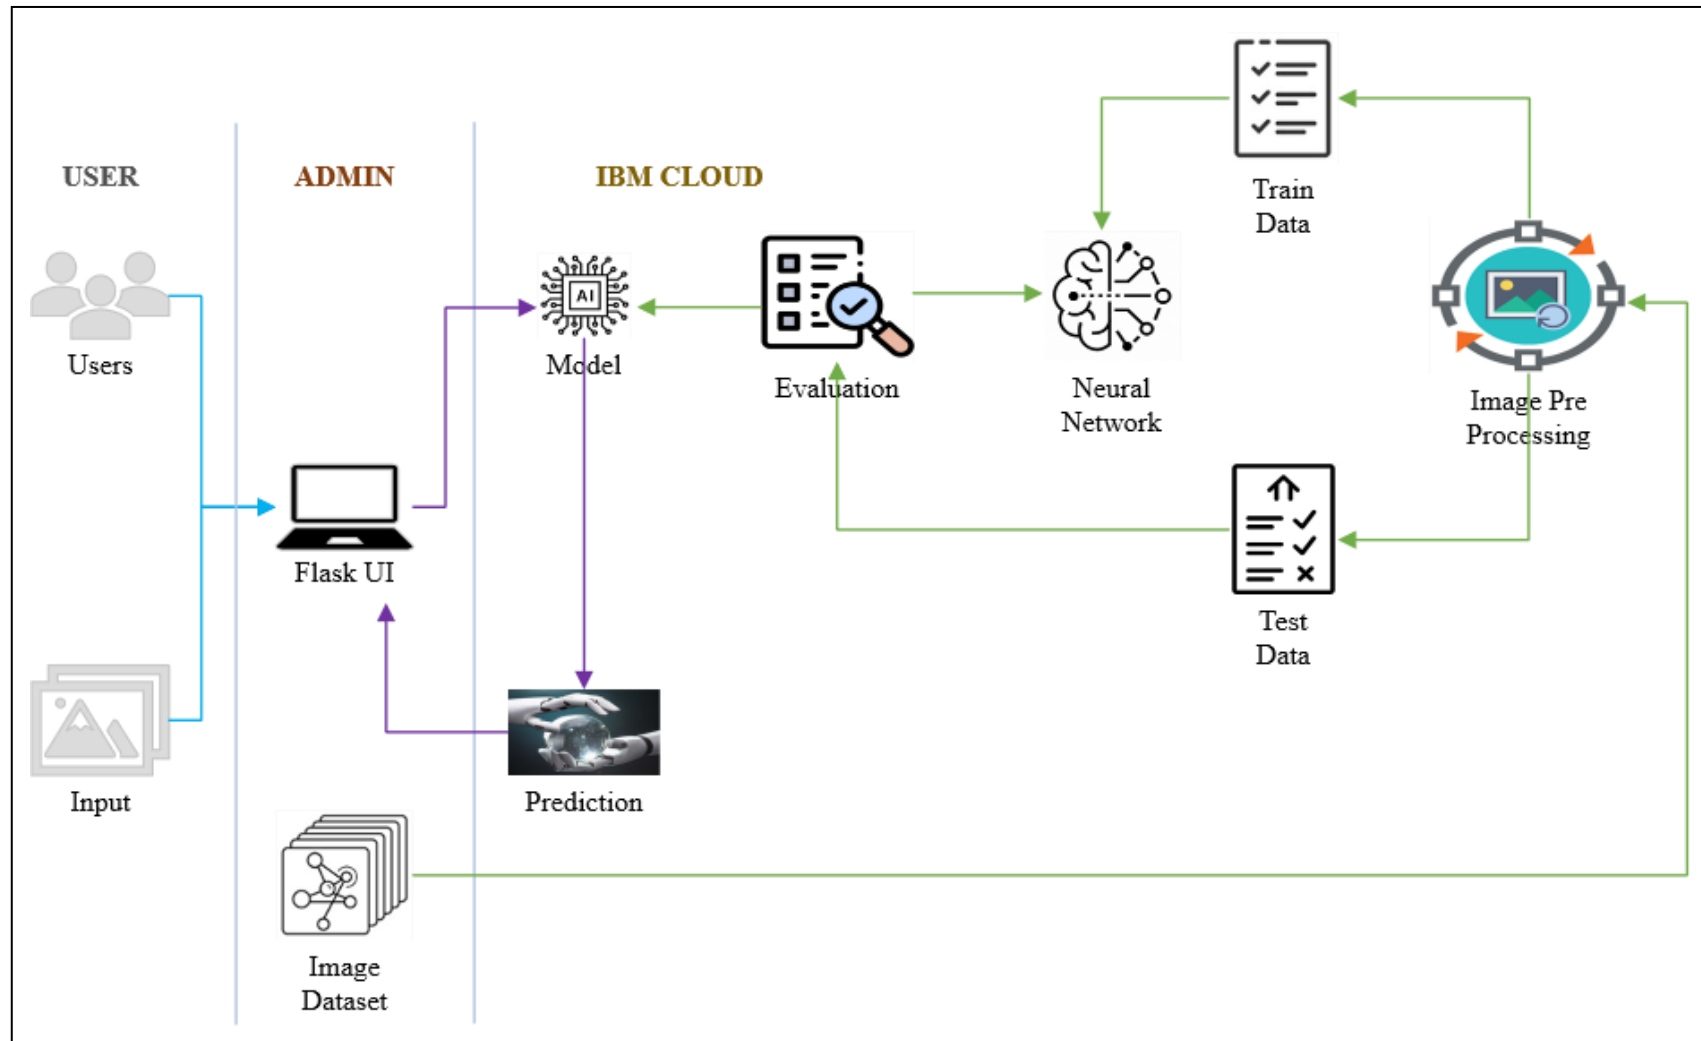 USER
ADMIN
IBM CLOUD
Train
Data
Users
Model
AI
Evaluation
Neural
Network
Image Pre
Processing
Flask UI
Test
Data
Input
Prediction
Image
Dataset